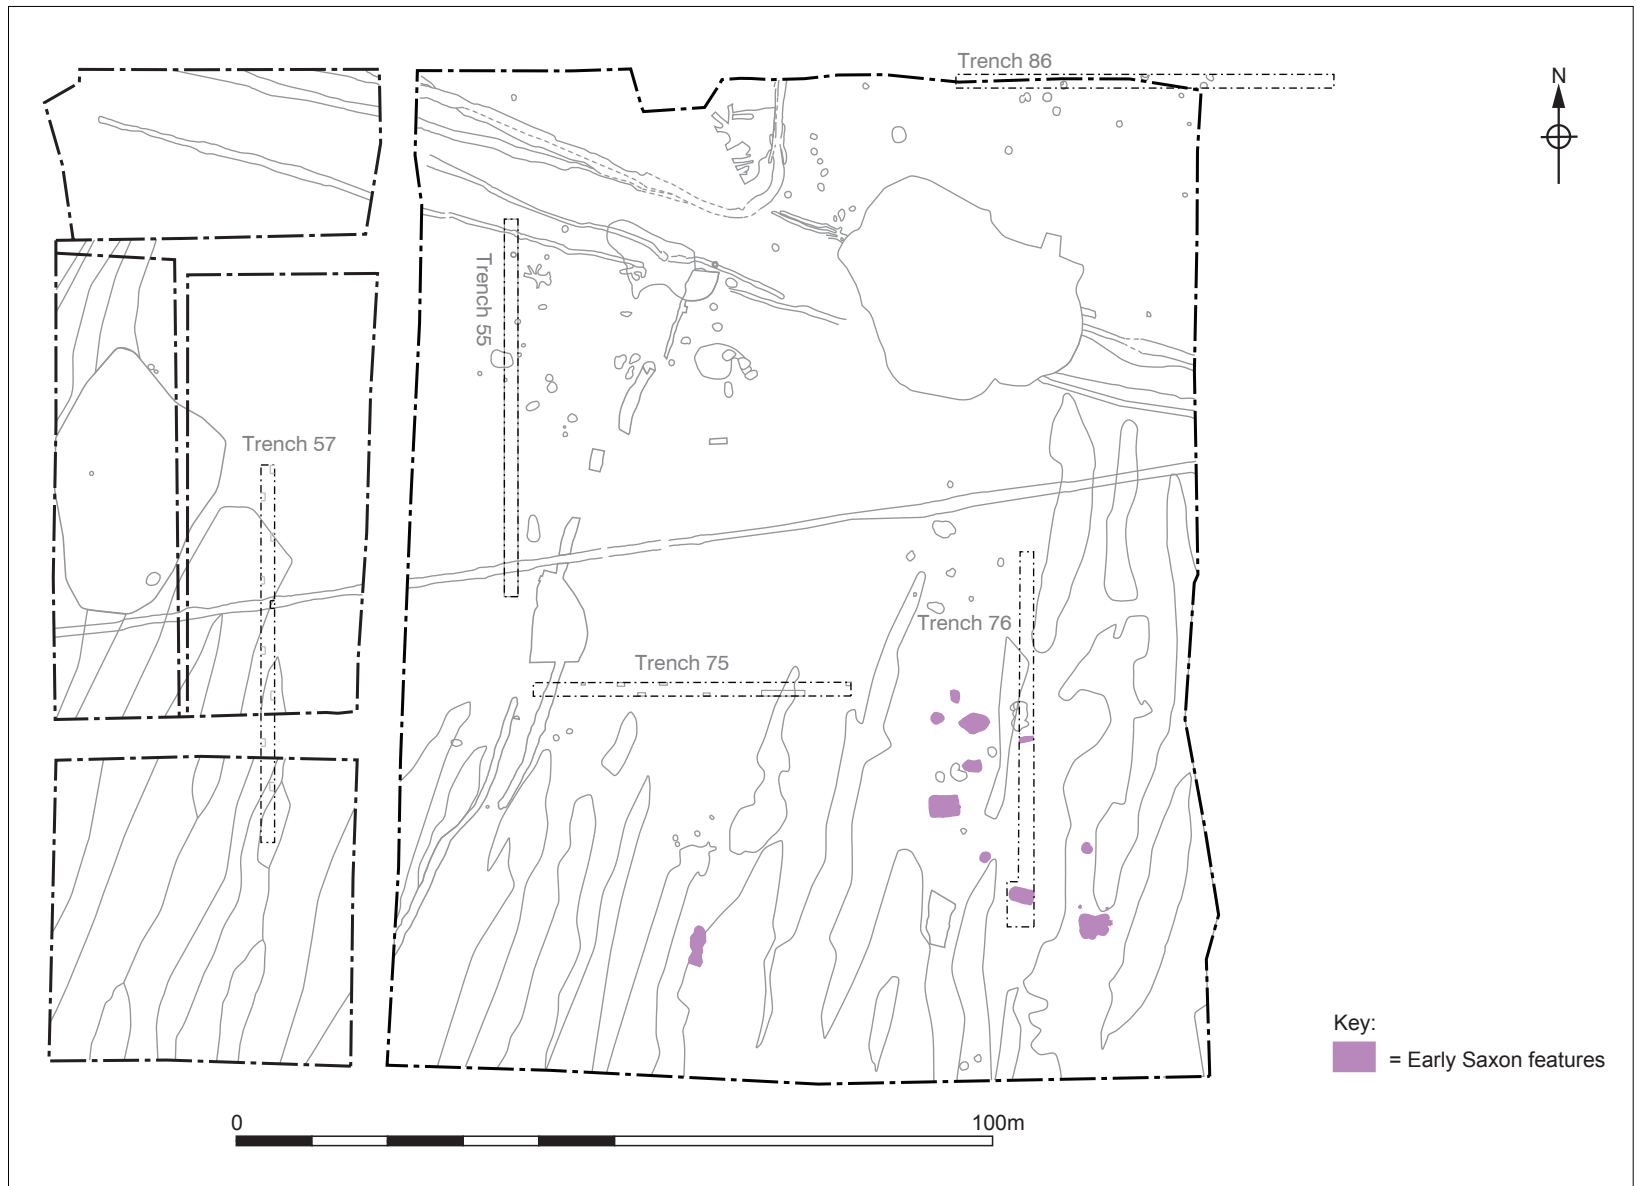 Trench 86
N
Trench 55
Trench 57
Trench 76
Trench 75
Key:
= Early Saxon features
0 100m